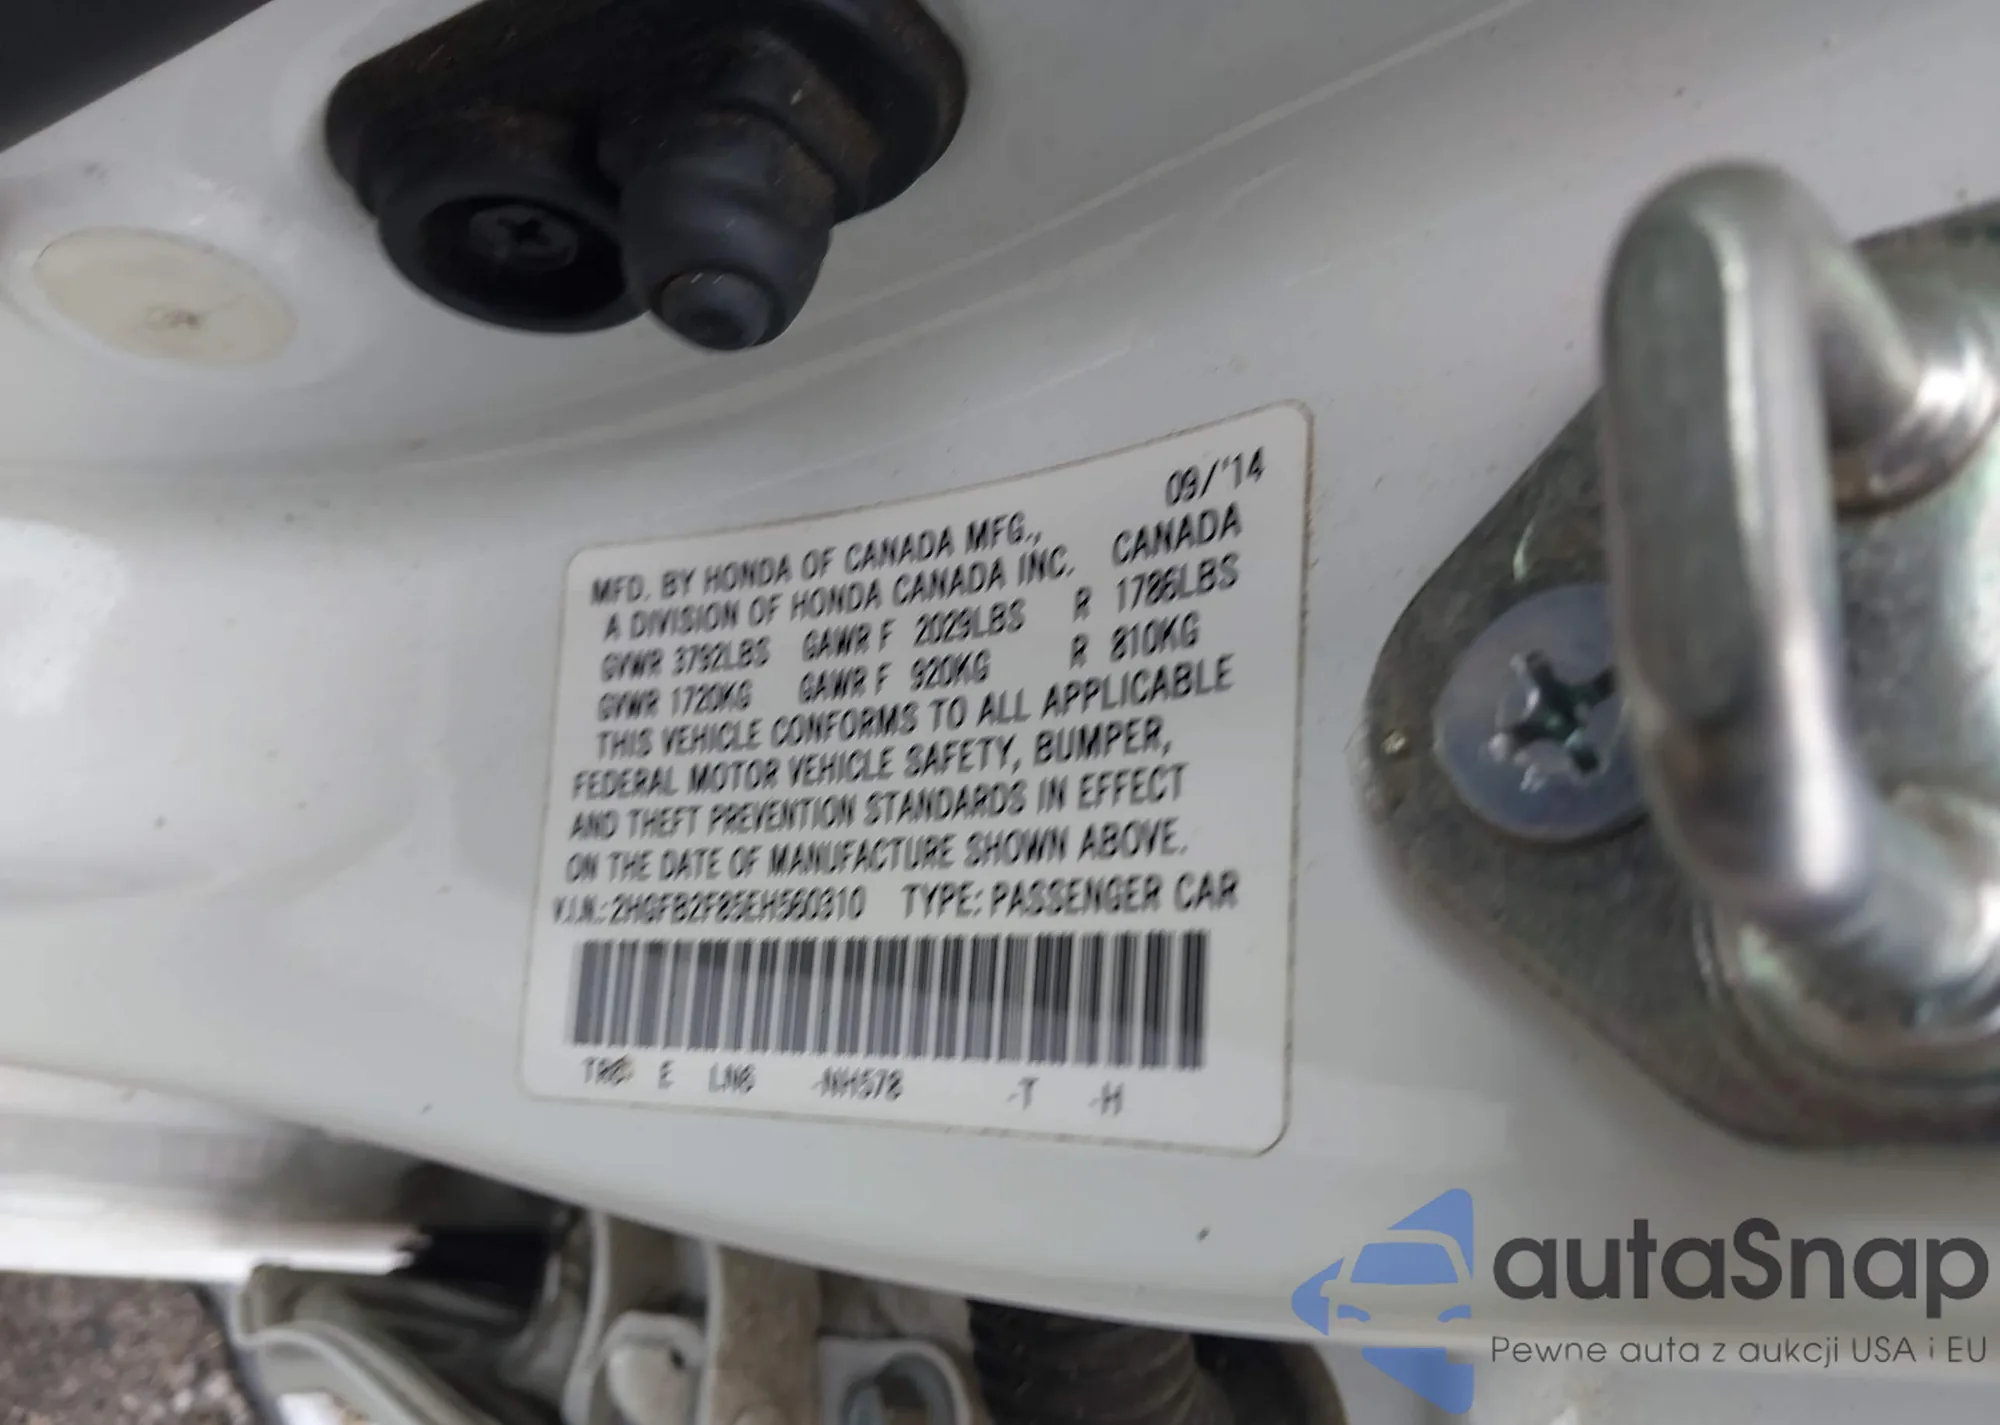 09/'14
MFD. BY HONDA OF CANADA MFG.,
A DIVISION OF HONDA CANADA INC. CANADA
GVWR 3792LBS GAWR F 2029LBS R 1786LBS
GVWR 1720KG GAWR F 920KG R 810KG
THIS VEHICLE CONFORMS TO ALL APPLICABLE
FEDERAL MOTOR VEHICLE SAFETY, BUMPER,
AND THEFT PREVENTION STANDARDS IN EFFECT
ON THE DATE OF MANUFACTURE SHOWN ABOVE.
V.I.N.: 2HGFB2F85EH560310 TYPE: PASSENGER CAR
E -NH578 -T -H
autaSnap
Pewne auta z aukcji USA i EU